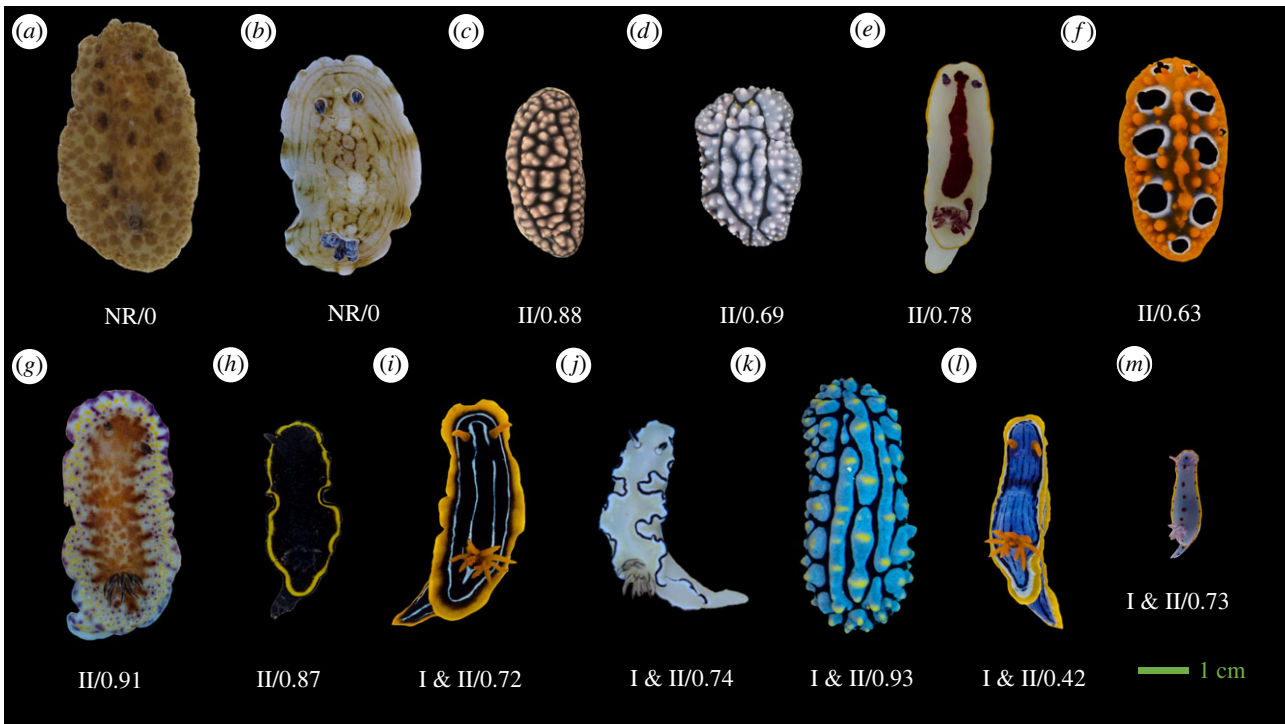 (a) (b) (c) (d) (e) (f)
NR/0 NR/0 II/0.88 II/0.69 II/0.78 II/0.63
(g) (h) (i) (j) (k) (l) (m)
I & II/0.73
II/0.91 II/0.87 I & II/0.72 I & II/0.74 I & II/0.93 I & II/0.42
1 cm